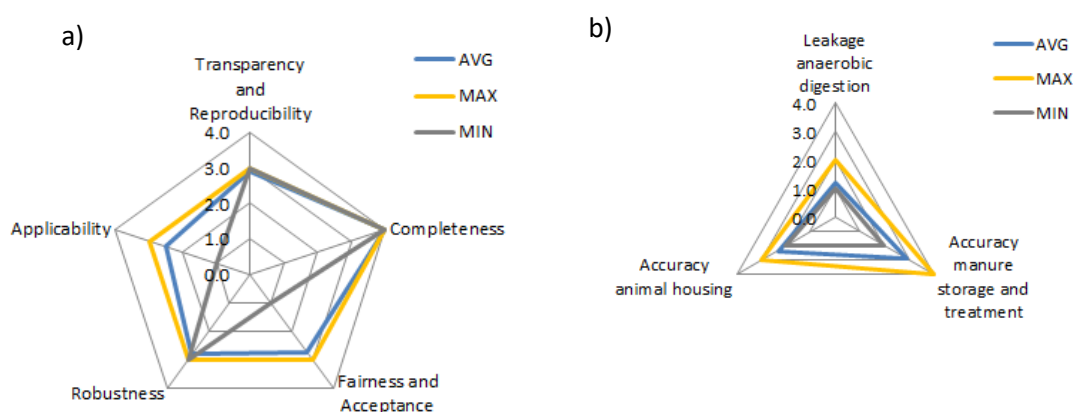 a)
Transparency
and
Reproducibility
4.0
3.0
2.0
1.0
0.0
Applicability
Completeness
Robustness
Fairness and
Acceptance
AVG
MAX
MIN
b)
Leakage
anaerobic
digestion
4.0
3.0
2.0
1.0
0.0
Accuracy
animal housing
Accuracy
manure
storage and
treatment
AVG
MAX
MIN